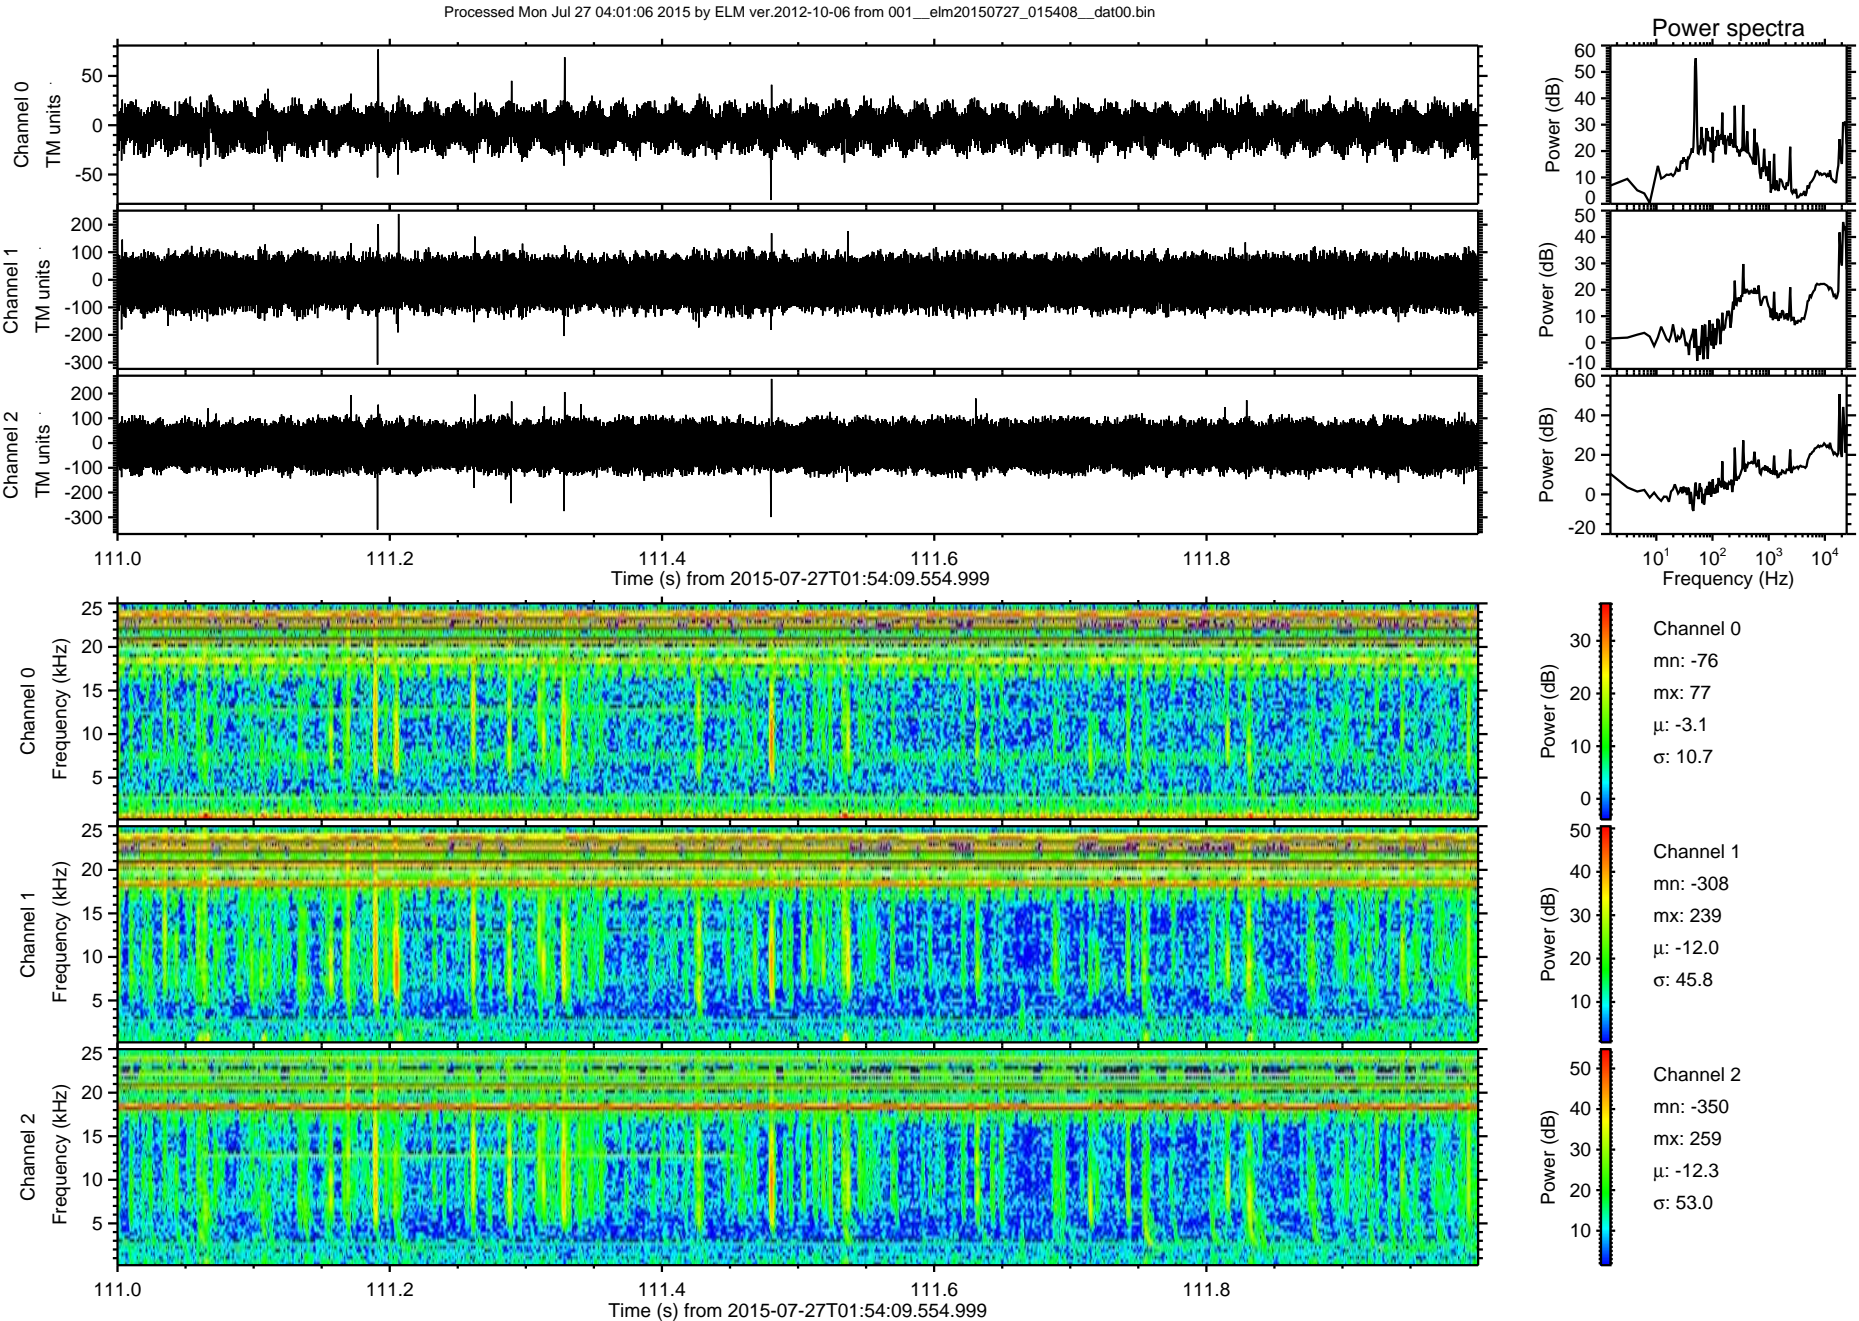 Processed Mon Jul 27 04:01:06 2015 by ELM ver.2012-10-06 from 001__elm20150727_015408__dat00.bin
Power spectra
Channel 0
TM units
50
0
-50
Power (dB)
60
50
40
30
20
10
0
Channel 1
TM units
200
100
0
-100
-200
-300
Power (dB)
50
40
30
20
10
0
-10
Channel 2
TM units
200
100
0
-100
-200
-300
Power (dB)
60
40
20
0
-20
111.0 111.2 111.4 111.6 111.8
Time (s) from 2015-07-27T01:54:09.554.999
10^1 10^2 10^3 10^4
Frequency (Hz)
Channel 0
Frequency (kHz)
25
20
15
10
5
Power (dB)
30
20
10
0
Channel 0
mn: -76
mx: 77
μ: -3.1
σ: 10.7
Channel 1
Frequency (kHz)
25
20
15
10
5
Power (dB)
50
40
30
20
10
Channel 1
mn: -308
mx: 239
μ: -12.0
σ: 45.8
Channel 2
Frequency (kHz)
25
20
15
10
5
Power (dB)
50
40
30
20
10
Channel 2
mn: -350
mx: 259
μ: -12.3
σ: 53.0
111.0 111.2 111.4 111.6 111.8
Time (s) from 2015-07-27T01:54:09.554.999